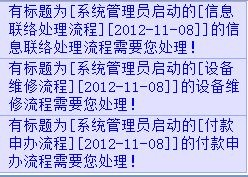 有标题为[系统管理员启动的[信息
联络处理流程][2012-11-08]]的信
息联络处理流程需要您处理！
有标题为[系统管理员启动的[设备
维修流程][2012-11-08]]的设备维
修流程需要您处理！
有标题为[系统管理员启动的[付款
申办流程][2012-11-08]]的付款申
办流程需要您处理！